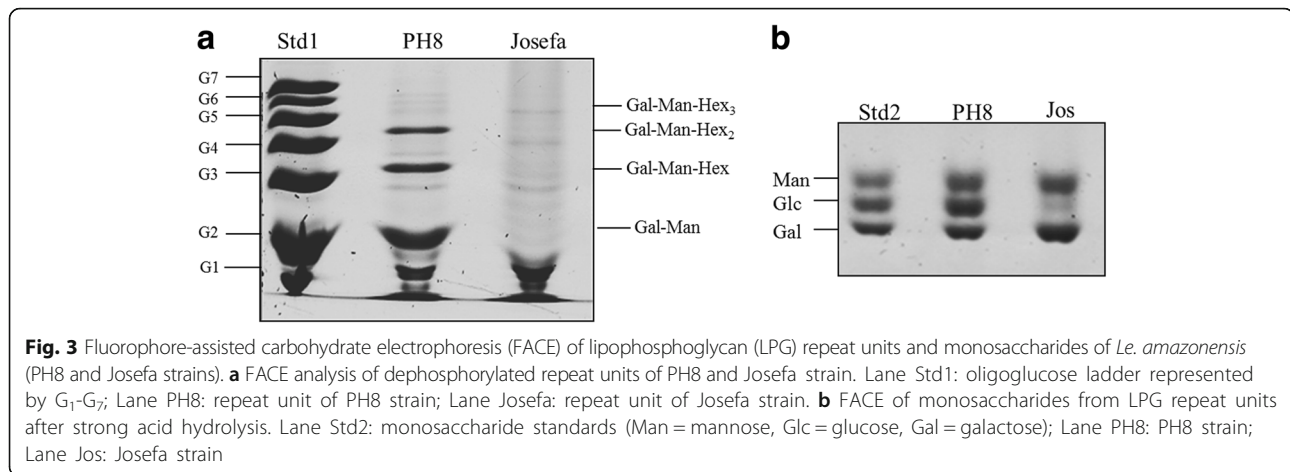 a
b
Std1 PH8 Josefa
G7
G6
G5
G4
G3
G2
G1
Gal-Man-Hex₃
Gal-Man-Hex₂
Gal-Man-Hex
Gal-Man
Std2 PH8 Jos
Man
Glc
Gal
Fig. 3 Fluorophore-assisted carbohydrate electrophoresis (FACE) of lipophosphoglycan (LPG) repeat units and monosaccharides of Le. amazonensis
(PH8 and Josefa strains). a FACE analysis of dephosphorylated repeat units of PH8 and Josefa strain. Lane Std1: oligoglucose ladder represented
by G₁-G₇; Lane PH8: repeat unit of PH8 strain; Lane Josefa: repeat unit of Josefa strain. b FACE of monosaccharides from LPG repeat units
after strong acid hydrolysis. Lane Std2: monosaccharide standards (Man = mannose, Glc = glucose, Gal = galactose); Lane PH8: PH8 strain;
Lane Jos: Josefa strain